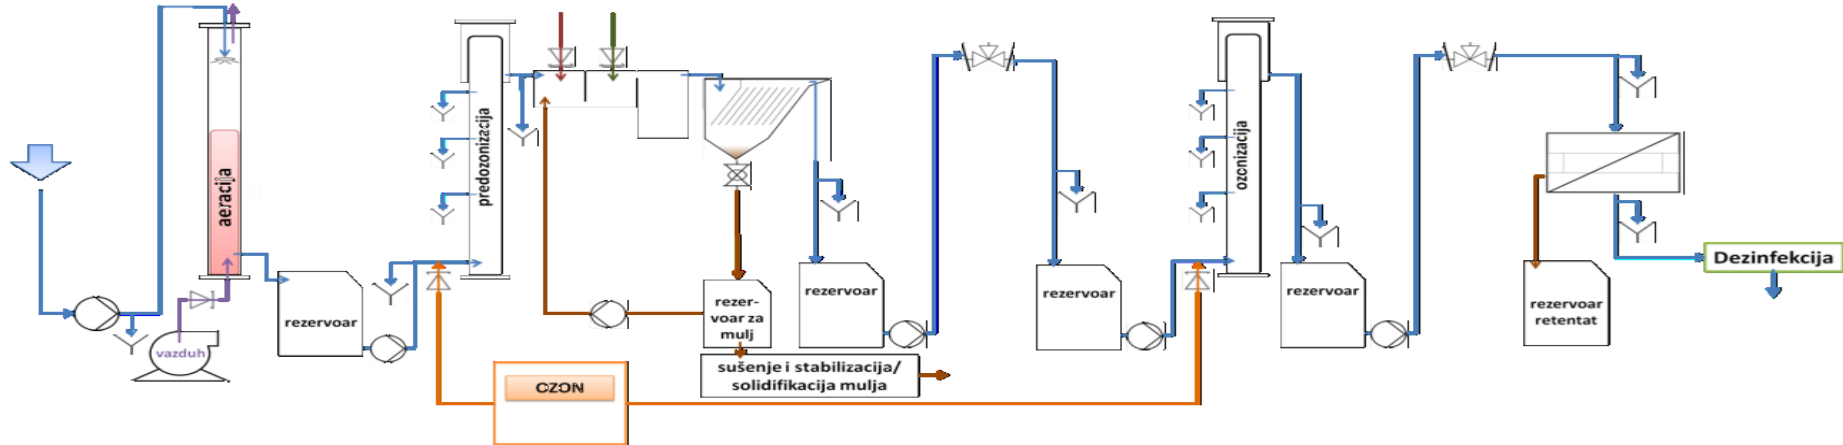 aeracija
vazduh
rezervoar
predozonizacija
OZON
rezer-
voar za
mulj
sušenje i stabilizacija/
solidifikacija mulja
rezervoar
rezervoar
ozonizacija
rezervoar
rezervoar
retentat
Dezinfekcija